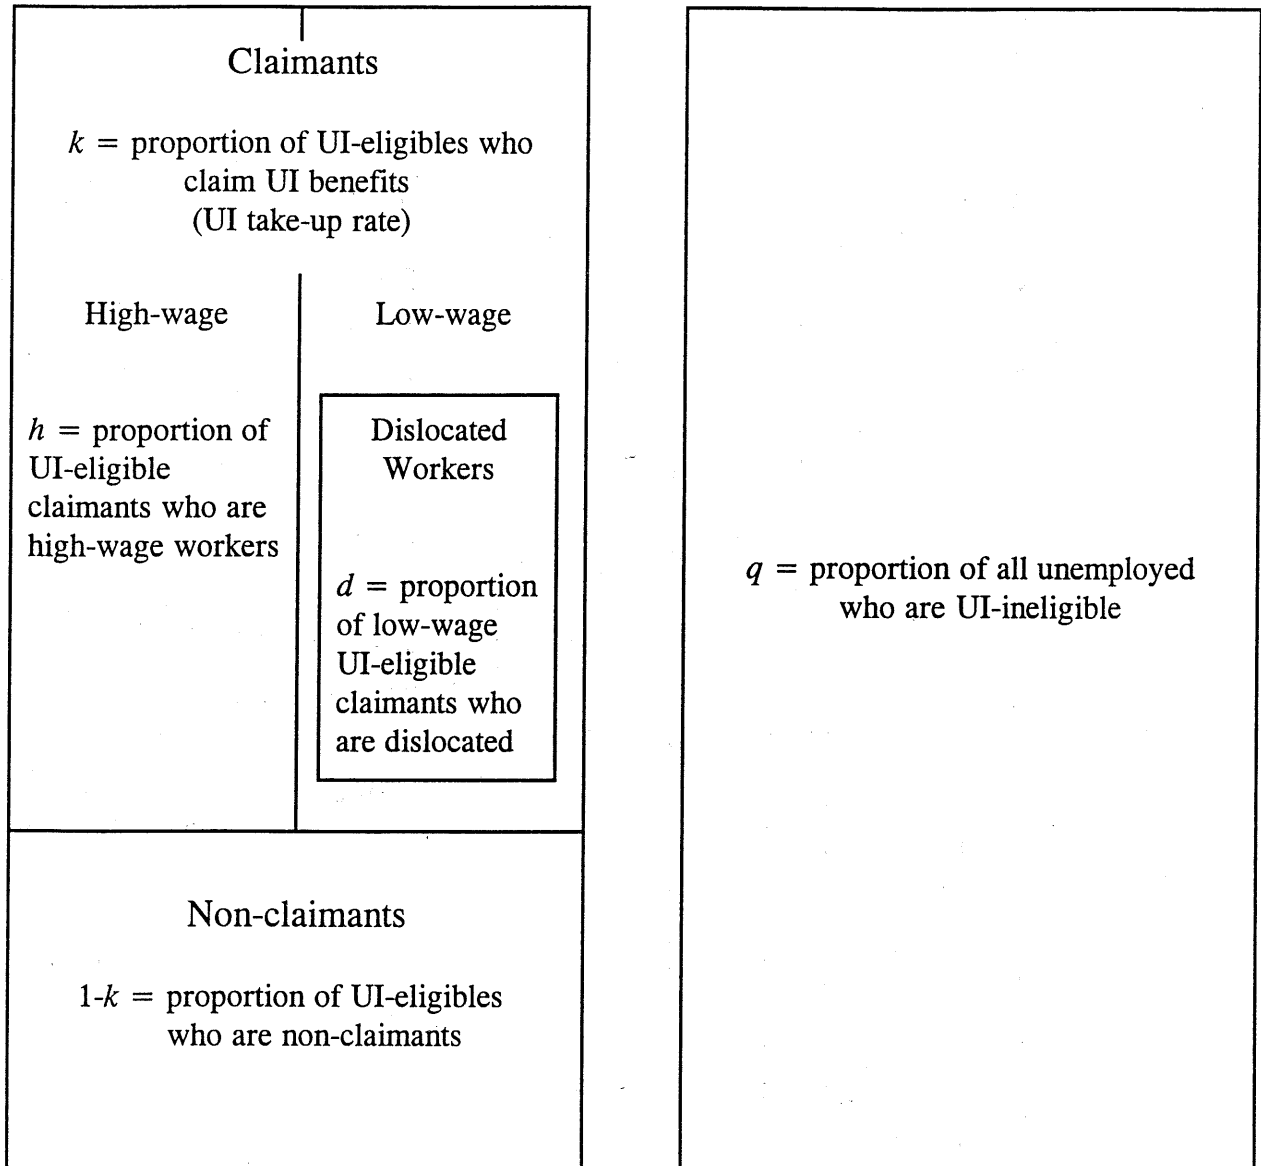 Claimants
k = proportion of UI-eligibles who
claim UI benefits
(UI take-up rate)
High-wage
Low-wage
h = proportion of
UI-eligible
claimants who are
high-wage workers
Dislocated
Workers
d = proportion
of low-wage
UI-eligible
claimants who
are dislocated
Non-claimants
1-k = proportion of UI-eligibles
who are non-claimants
q = proportion of all unemployed
who are UI-ineligible